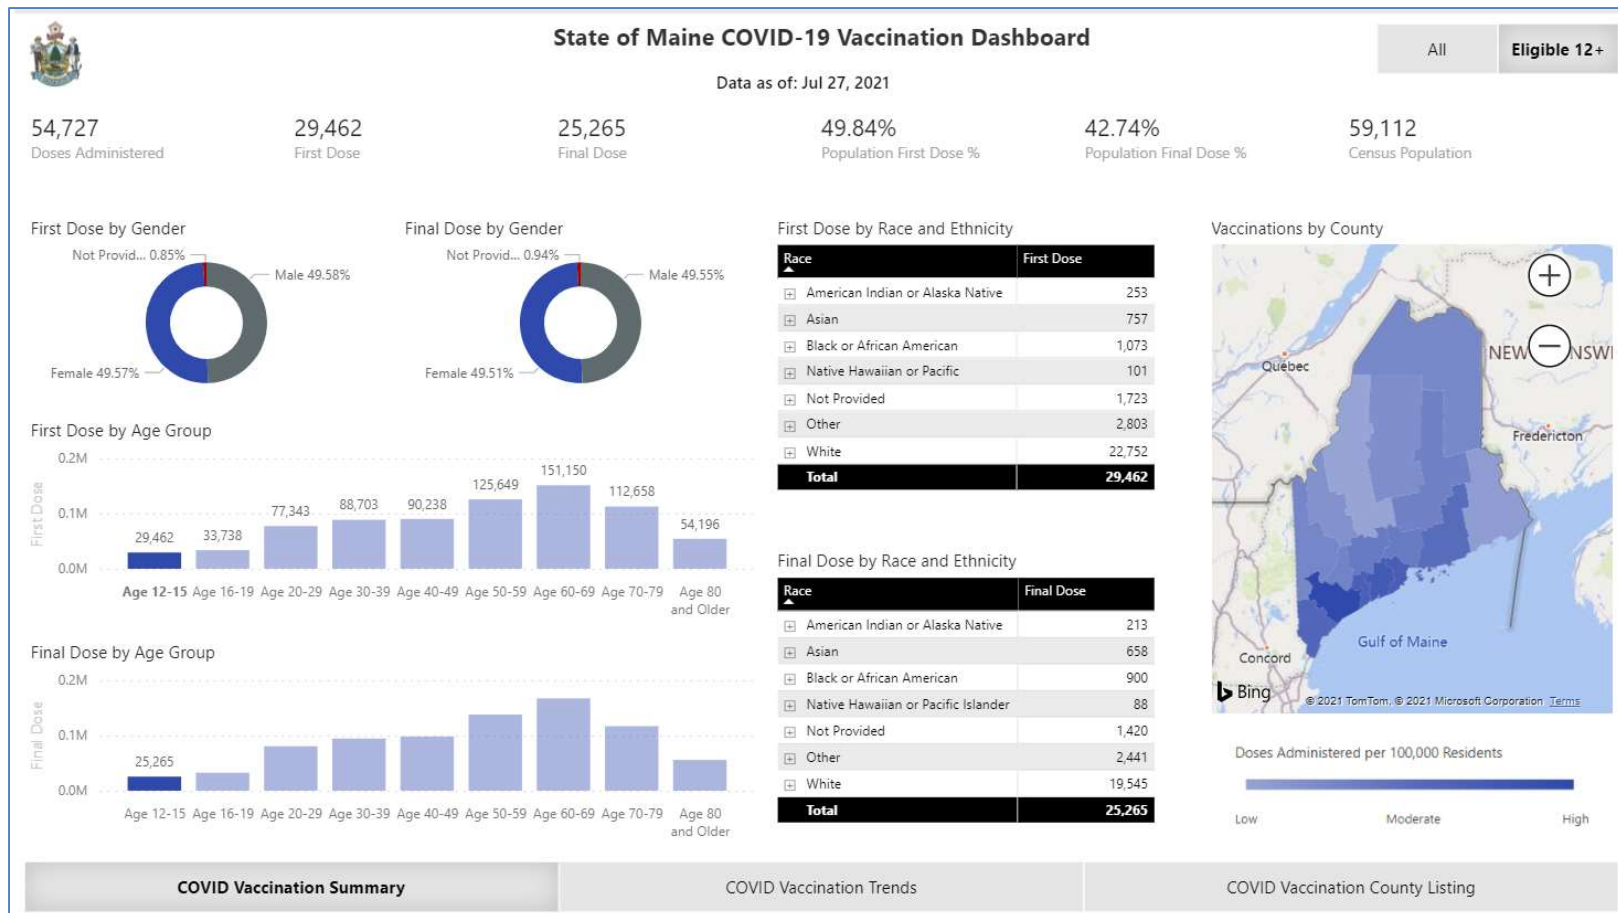 State of Maine COVID-19 Vaccination Dashboard
All
Eligible 12+
Data as of: Jul 27, 2021
54,727
Doses Administered
29,462
First Dose
25,265
Final Dose
49.84%
Population First Dose %
42.74%
Population Final Dose %
59,112
Census Population
First Dose by Gender
Not Provid... 0.85%
Male 49.58%
Female 49.57%
Final Dose by Gender
Not Provid... 0.94%
Male 49.55%
Female 49.51%
First Dose by Age Group
First Dose
0.2M
0.1M
0.0M
29,462
33,738
77,343
88,703
90,238
125,649
151,150
112,658
54,196
Age 12-15 Age 16-19 Age 20-29 Age 30-39 Age 40-49 Age 50-59 Age 60-69 Age 70-79 Age 80
and Older
Final Dose by Age Group
Final Dose
0.2M
0.1M
0.0M
25,265
Age 12-15 Age 16-19 Age 20-29 Age 30-39 Age 40-49 Age 50-59 Age 60-69 Age 70-79 Age 80
and Older
First Dose by Race and Ethnicity
Race First Dose
American Indian or Alaska Native 253
Asian 757
Black or African American 1,073
Native Hawaiian or Pacific 101
Not Provided 1,723
Other 2,803
White 22,752
Total 29,462
Final Dose by Race and Ethnicity
Race Final Dose
American Indian or Alaska Native 213
Asian 658
Black or African American 900
Native Hawaiian or Pacific Islander 88
Not Provided 1,420
Other 2,441
White 19,545
Total 25,265
Vaccinations by County
NEW NSWI
Quebec
Fredericton
Gulf of Maine
Concord
Bing
© 2021 TomTom, © 2021 Microsoft Corporation Terms
Doses Administered per 100,000 Residents
Low Moderate High
COVID Vaccination Summary
COVID Vaccination Trends
COVID Vaccination County Listing